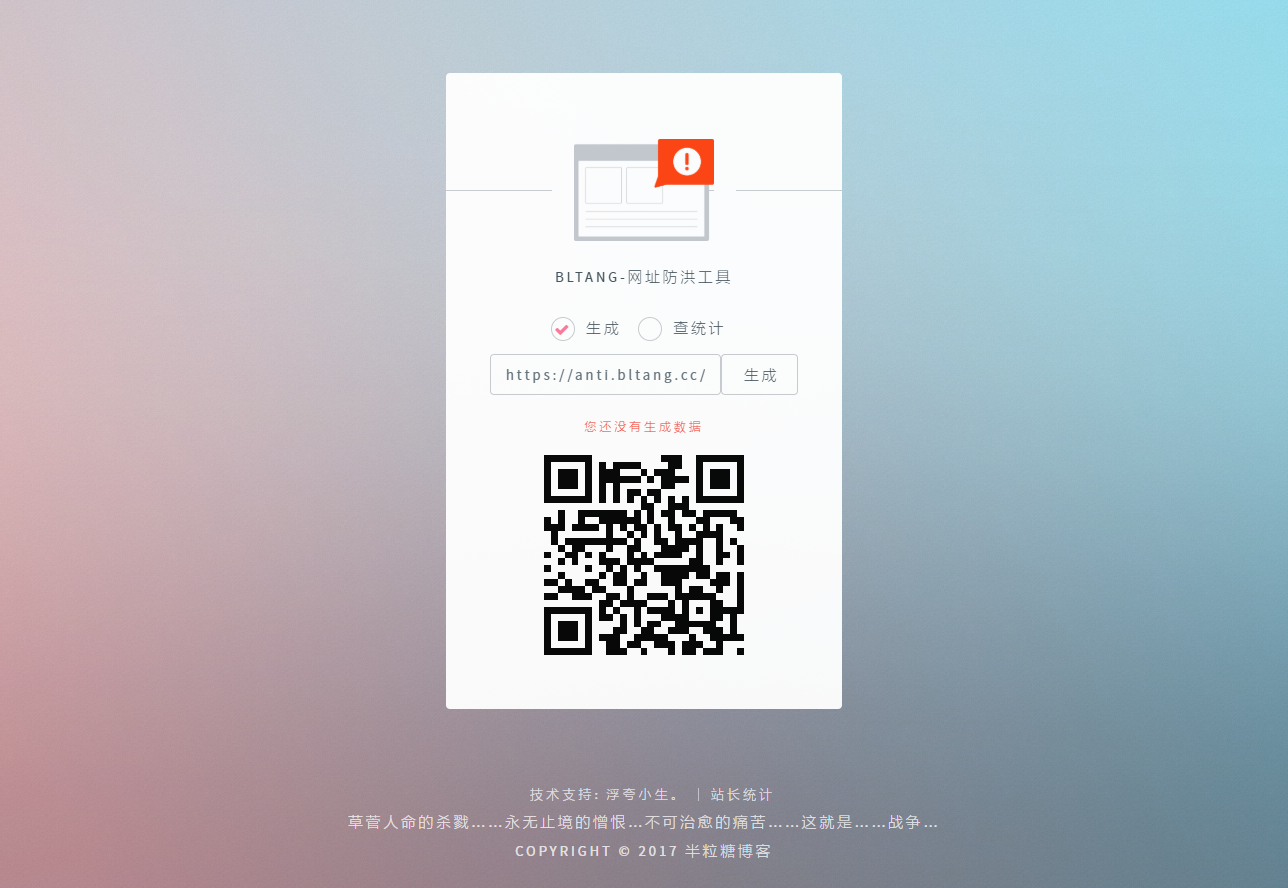 BLTANG-网址防洪工具
生成 查统计
https://anti.bltang.cc/ 生成
您还没有生成数据
技术支持: 浮夸小生。 | 站长统计
草菅人命的杀戮……永无止境的憎恨…不可治愈的痛苦……这就是……战争…
COPYRIGHT © 2017 半粒糖博客